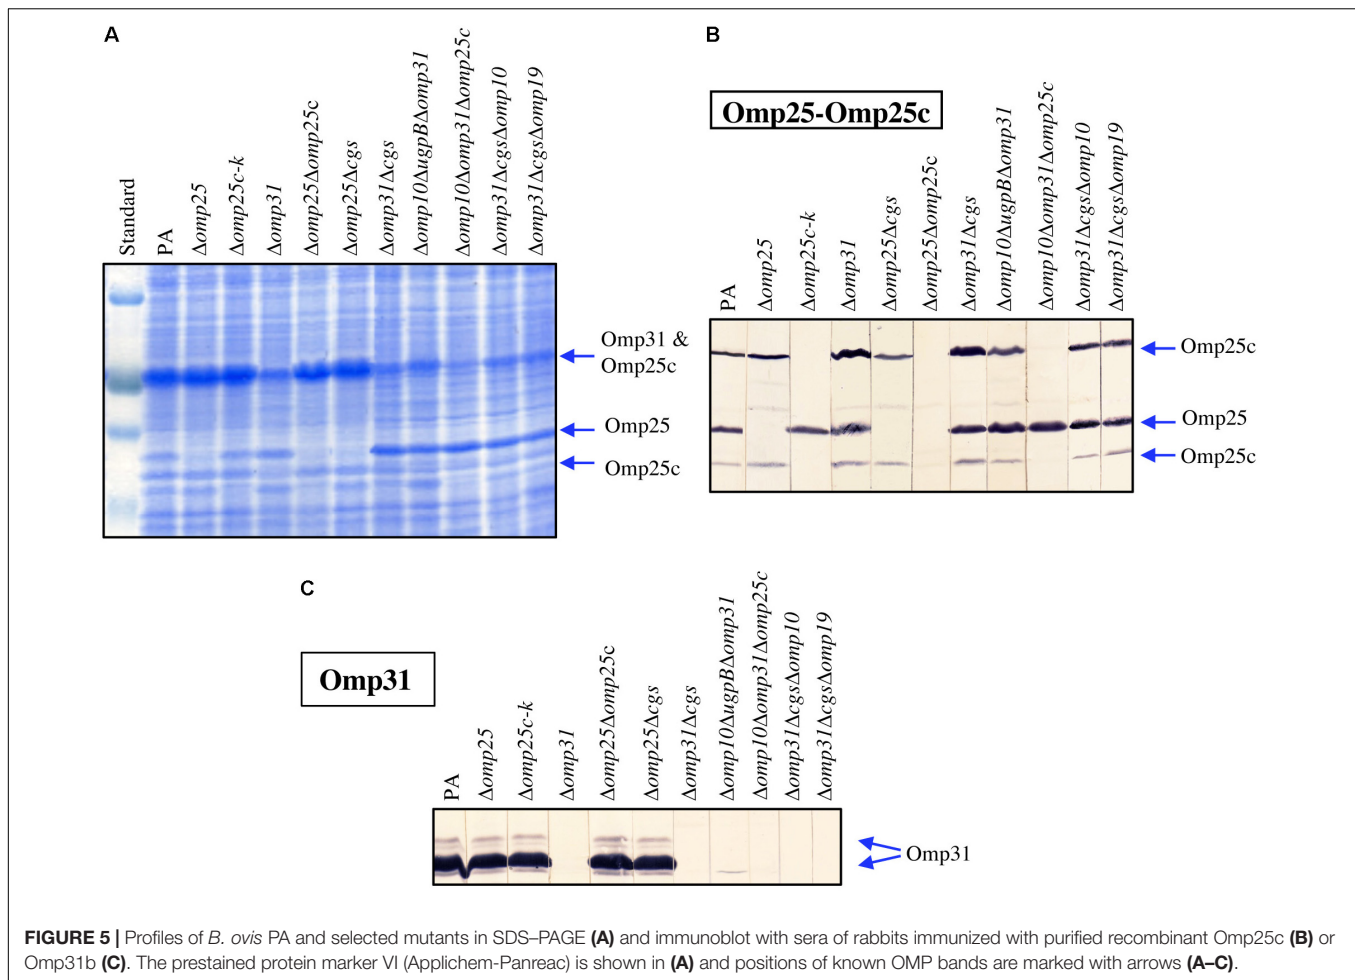 A
Standard
PA
Δomp25
Δomp25c-k
Δomp31
Δomp25Δomp25c
Δomp25Δcgs
Δomp31Δcgs
Δomp10ΔugpBΔomp31
Δomp10Δomp31Δomp25c
Δomp31ΔcgsΔomp10
Δomp31ΔcgsΔomp19
Omp31 &
Omp25c
Omp25
Omp25c
B
Omp25-Omp25c
PA
Δomp25
Δomp25c-k
Δomp31
Δomp25Δcgs
Δomp25Δomp25c
Δomp31Δcgs
Δomp10ΔugpBΔomp31
Δomp10Δomp31Δomp25c
Δomp31ΔcgsΔomp10
Δomp31ΔcgsΔomp19
Omp25c
Omp25
Omp25c
C
Omp31
PA
Δomp25
Δomp25c-k
Δomp31
Δomp25Δomp25c
Δomp25Δcgs
Δomp31Δcgs
Δomp10ΔugpBΔomp31
Δomp10Δomp31Δomp25c
Δomp31ΔcgsΔomp10
Δomp31ΔcgsΔomp19
Omp31
FIGURE 5 | Profiles of B. ovis PA and selected mutants in SDS–PAGE (A) and immunoblot with sera of rabbits immunized with purified recombinant Omp25c (B) or
Omp31b (C). The prestained protein marker VI (Applichem-Panreac) is shown in (A) and positions of known OMP bands are marked with arrows (A–C).